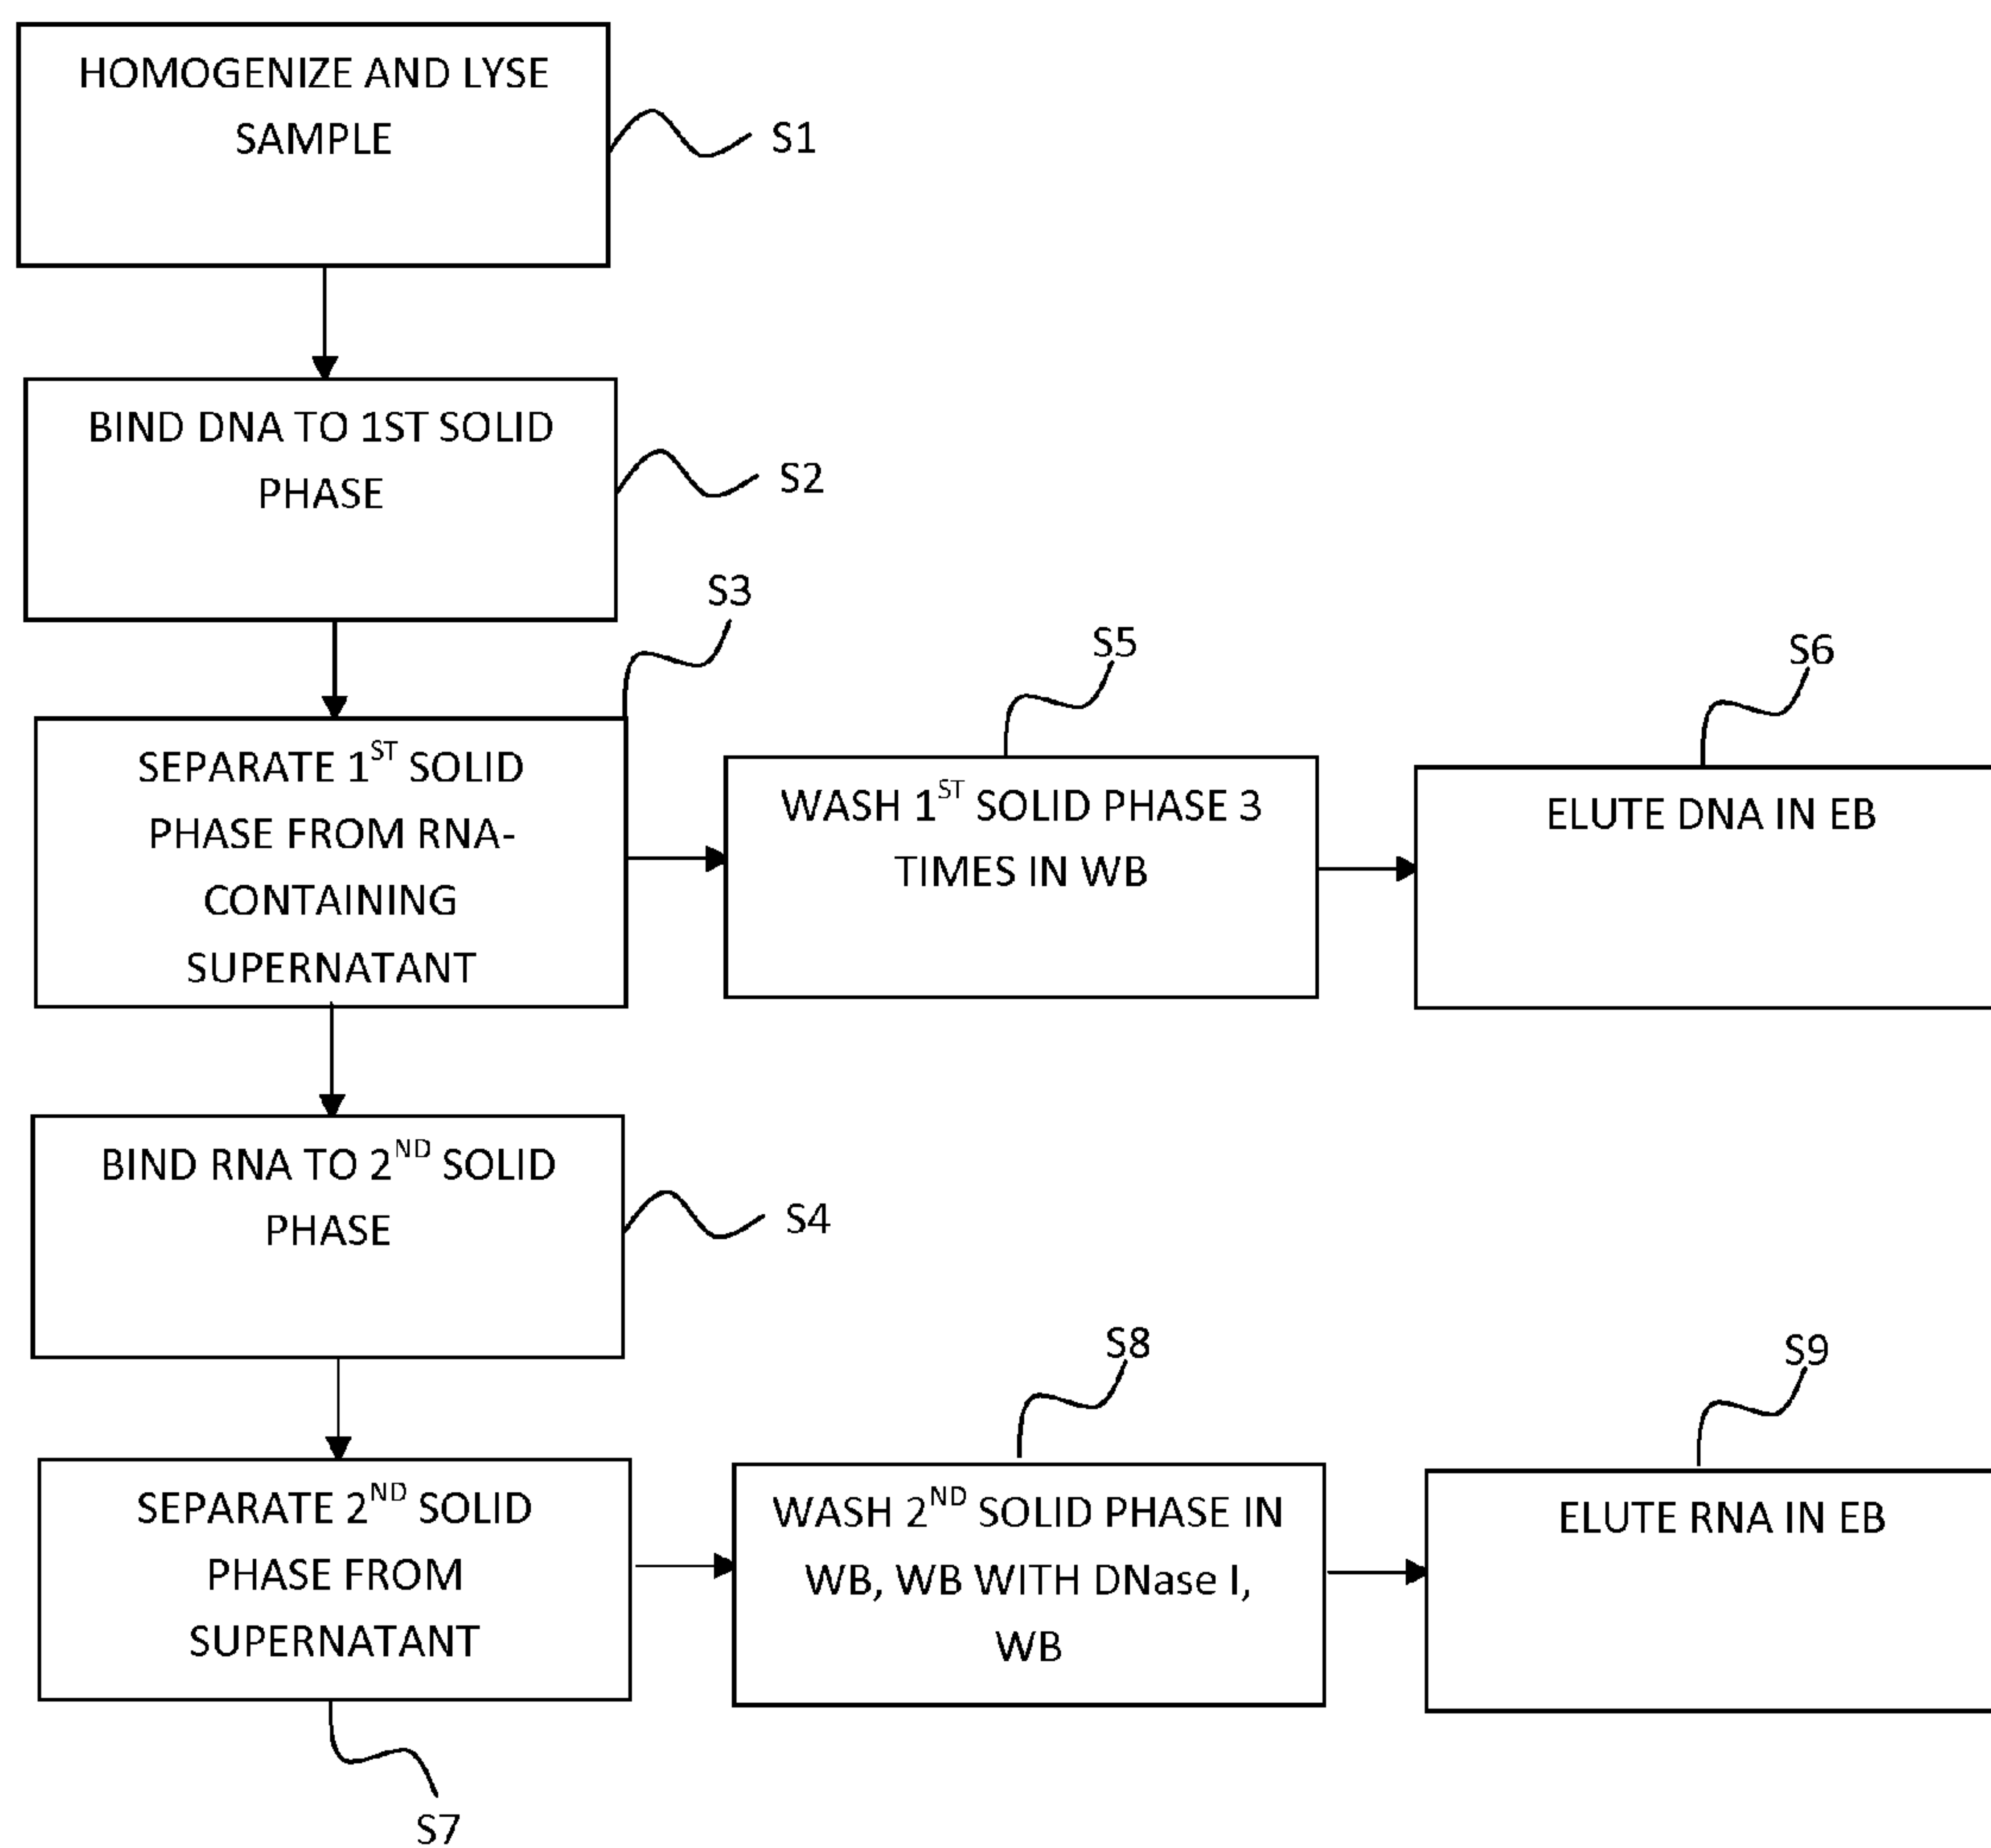 HOMOGENIZE AND LYSE
SAMPLE
S1
BIND DNA TO 1ST SOLID
PHASE
S2
S3
SEPARATE 1ST SOLID
PHASE FROM RNA-
CONTAINING
SUPERNATANT
S5
WASH 1ST SOLID PHASE 3
TIMES IN WB
S6
ELUTE DNA IN EB
BIND RNA TO 2ND SOLID
PHASE
S4
SEPARATE 2ND SOLID
PHASE FROM
SUPERNATANT
S7
S8
WASH 2ND SOLID PHASE IN
WB, WB WITH DNase I,
WB
S9
ELUTE RNA IN EB